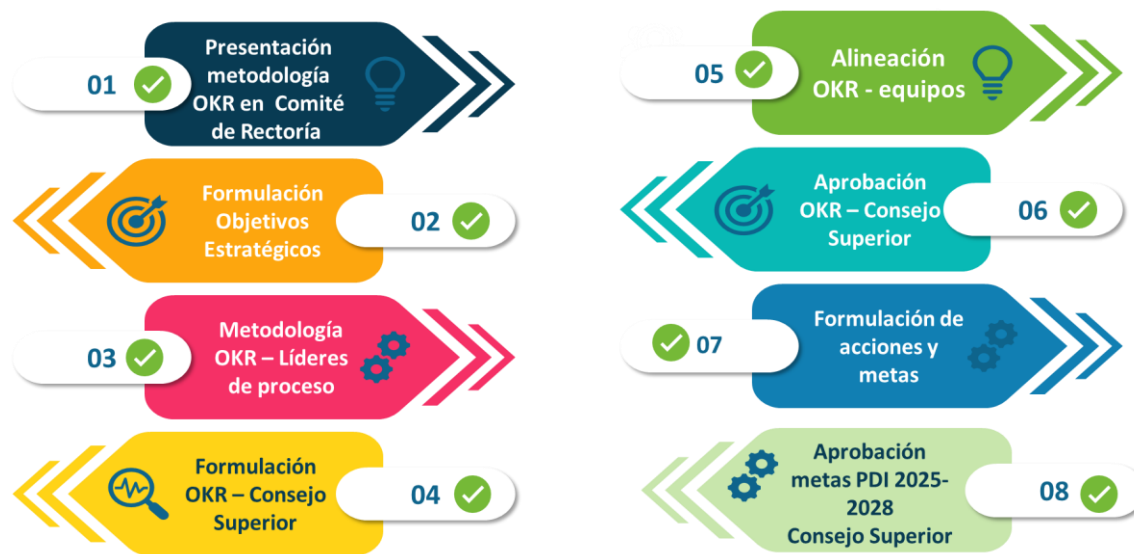 01
Presentación
metodología
OKR en Comité
de Rectoría
Formulación
Objetivos
Estratégicos
02
03
Metodología
OKR – Líderes
de proceso
Formulación
OKR – Consejo
Superior
04
05
Alineación
OKR - equipos
Aprobación
OKR – Consejo
Superior
06
07
Formulación de
acciones y
metas
Aprobación
metas PDI 2025-
2028
Consejo Superior
08